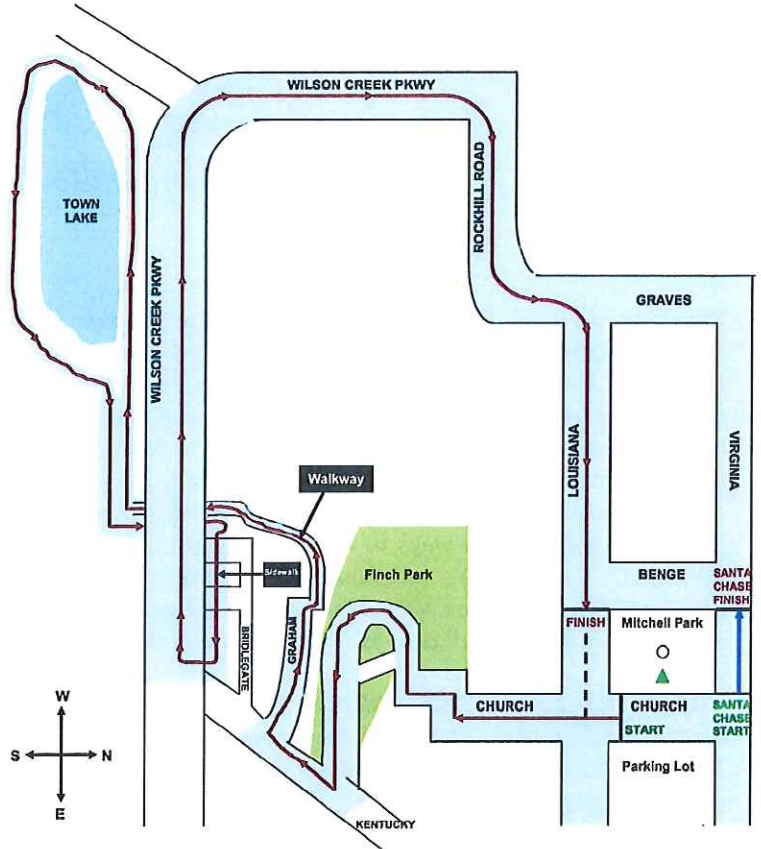 WILSON CREEK PKWY
ROCKHILL ROAD
TOWN
LAKE
WILSON CREEK PKWY
GRAVES
LOUISIANA
VIRGINIA
Walkway
Sidewalk
Finch Park
BENGE
SANTA
CHASE
FINISH
BRIDLEGATE
GRAHAM
FINISH
Mitchell Park
CHURCH
START
CHURCH
SANTA
CHASE
START
Parking Lot
W
S
N
E
KENTUCKY